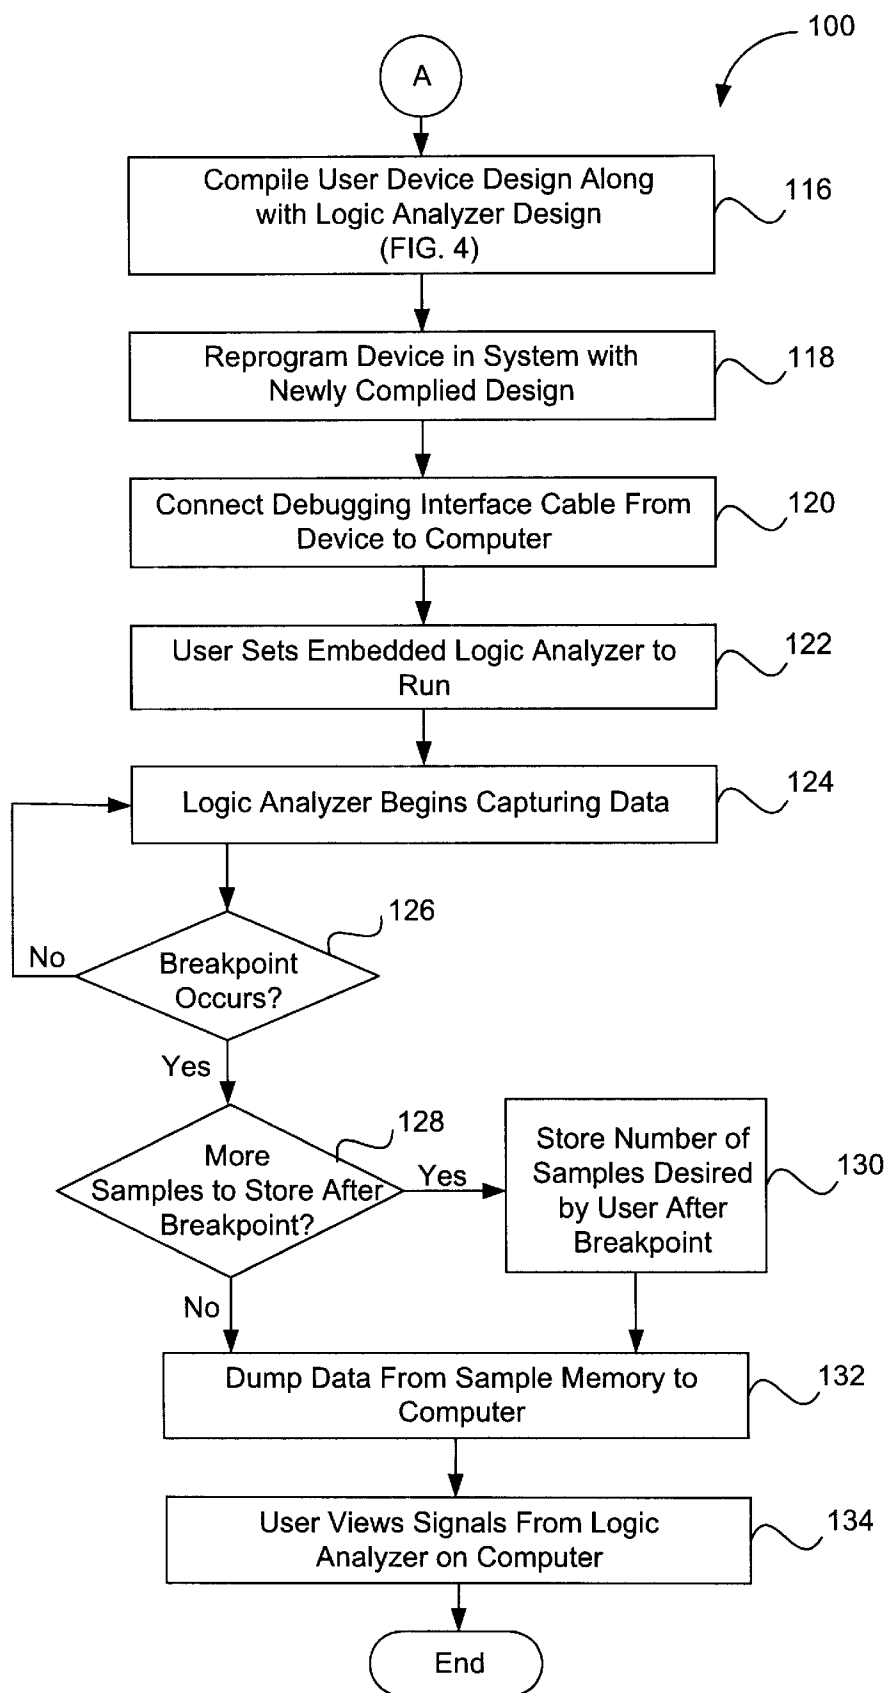 100
A
Compile User Device Design Along
with Logic Analyzer Design
(FIG. 4)
116
Reprogram Device in System with
Newly Complied Design
118
Connect Debugging Interface Cable From
Device to Computer
120
User Sets Embedded Logic Analyzer to
Run
122
Logic Analyzer Begins Capturing Data
124
126
No
Breakpoint
Occurs?
Yes
128
More
Samples to Store After
Breakpoint?
Yes
Store Number of
Samples Desired
by User After
Breakpoint
130
No
Dump Data From Sample Memory to
Computer
132
User Views Signals From Logic
Analyzer on Computer
134
End